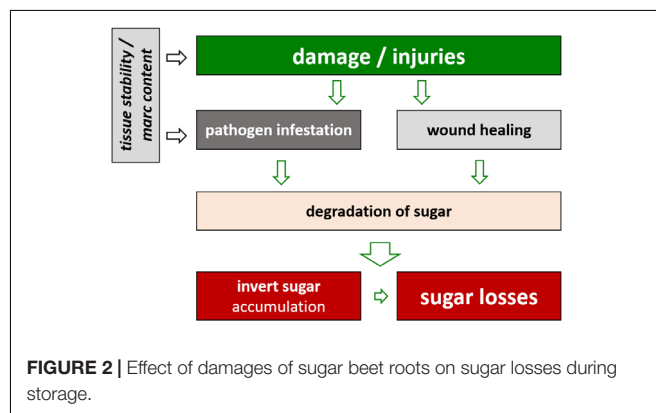 tissue stability /
marc content
damage / injuries
pathogen infestation
wound healing
degradation of sugar
invert sugar
accumulation
sugar losses
FIGURE 2 | Effect of damages of sugar beet roots on sugar losses during
storage.